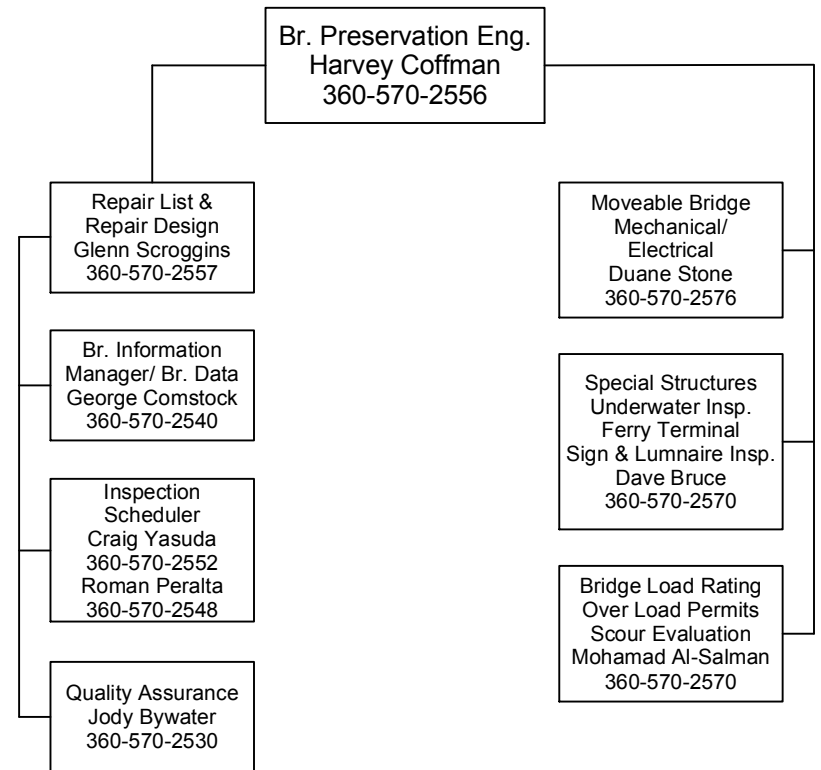 Br. Preservation Eng.
Harvey Coffman
360-570-2556
Repair List &
Repair Design
Glenn Scroggins
360-570-2557
Br. Information
Manager/ Br. Data
George Comstock
360-570-2540
Inspection
Scheduler
Craig Yasuda
360-570-2552
Roman Peralta
360-570-2548
Quality Assurance
Jody Bywater
360-570-2530
Moveable Bridge
Mechanical/
Electrical
Duane Stone
360-570-2576
Special Structures
Underwater Insp.
Ferry Terminal
Sign & Lumnaire Insp.
Dave Bruce
360-570-2570
Bridge Load Rating
Over Load Permits
Scour Evaluation
Mohamad Al-Salman
360-570-2570